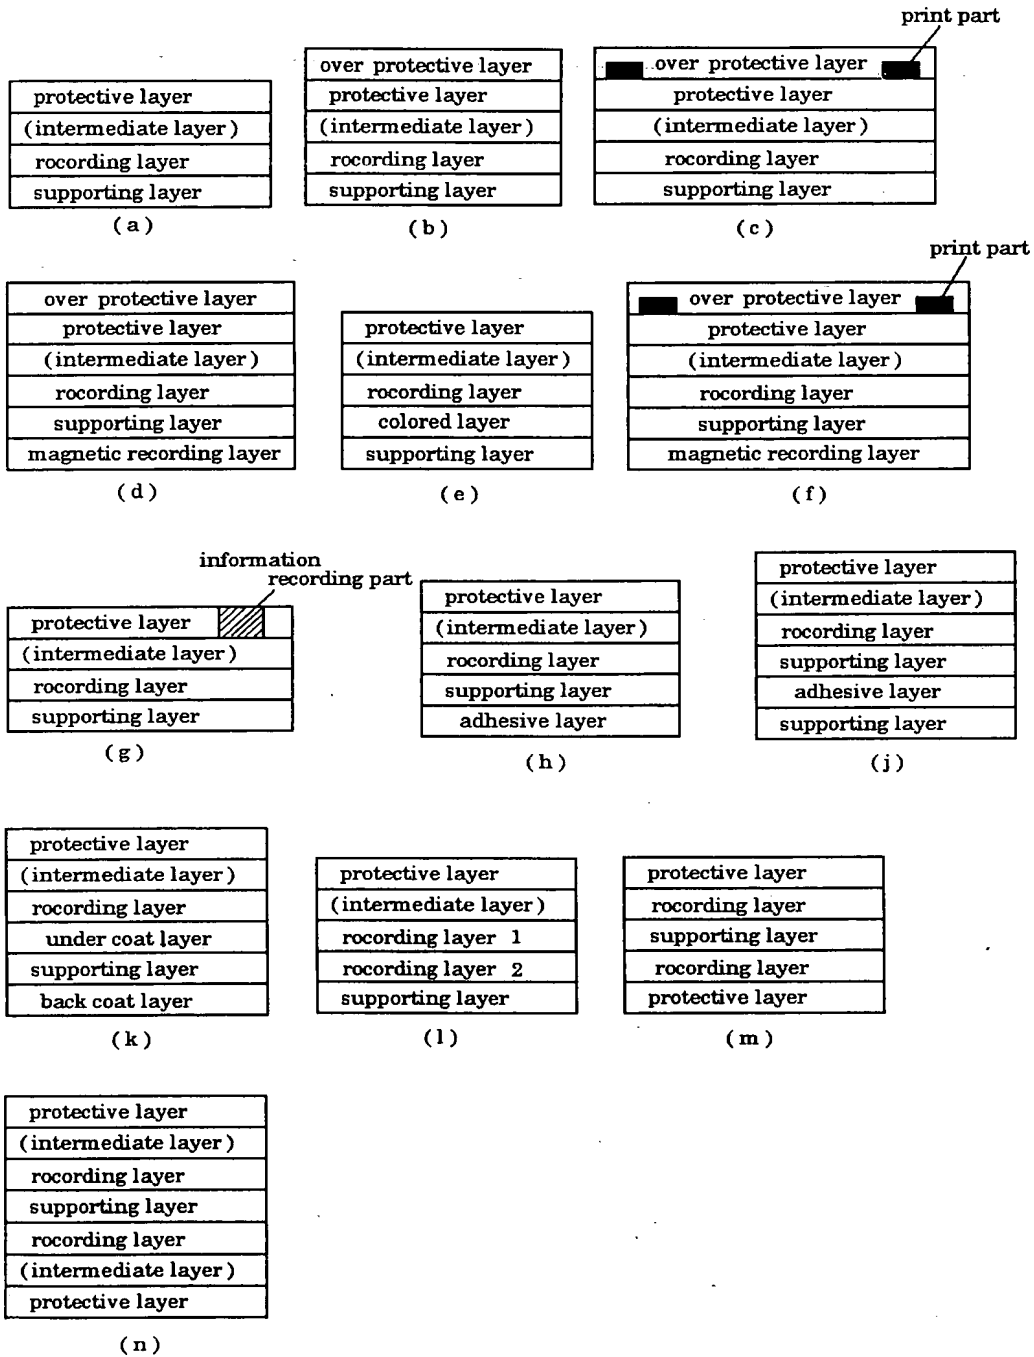 protective layer
(intermediate layer)
rocording layer
supporting layer
(a)
over protective layer
protective layer
(intermediate layer)
rocording layer
supporting layer
(b)
print part
over protective layer
protective layer
(intermediate layer)
rocording layer
supporting layer
(c)
over protective layer
protective layer
(intermediate layer)
rocording layer
supporting layer
magnetic recording layer
(d)
protective layer
(intermediate layer)
rocording layer
colored layer
supporting layer
(e)
print part
over protective layer
protective layer
(intermediate layer)
rocording layer
supporting layer
magnetic recording layer
(f)
information
recording part
protective layer
(intermediate layer)
rocording layer
supporting layer
(g)
protective layer
(intermediate layer)
rocording layer
supporting layer
adhesive layer
(h)
protective layer
(intermediate layer)
rocording layer
supporting layer
adhesive layer
supporting layer
(j)
protective layer
(intermediate layer)
rocording layer
under coat layer
supporting layer
back coat layer
(k)
protective layer
(intermediate layer)
rocording layer 1
rocording layer 2
supporting layer
(l)
protective layer
rocording layer
supporting layer
rocording layer
protective layer
(m)
protective layer
(intermediate layer)
rocording layer
supporting layer
rocording layer
(intermediate layer)
protective layer
(n)